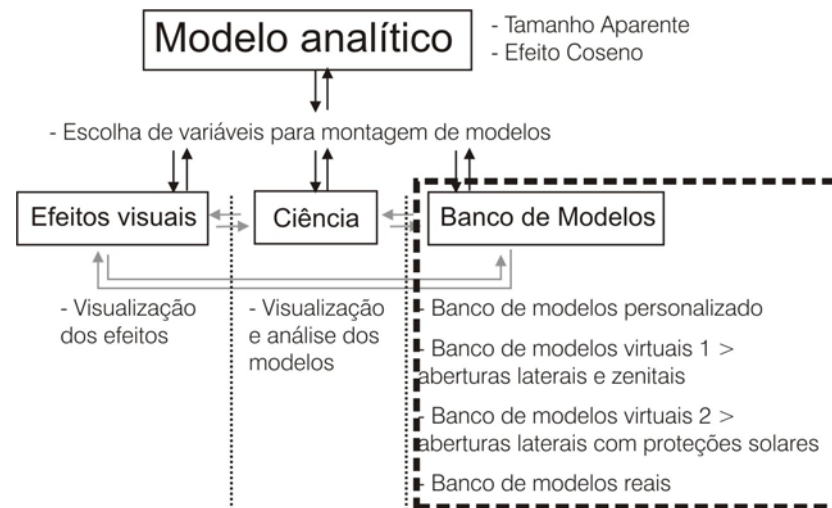 Modelo analítico
- Tamanho Aparente
- Efeito Coseno
- Escolha de variáveis para montagem de modelos
Efeitos visuais
Ciência
Banco de Modelos
- Visualização
dos efeitos
- Visualização
e análise dos
modelos
- Banco de modelos personalizado
- Banco de modelos virtuais 1 >
aberturas laterais e zenitais
- Banco de modelos virtuais 2 >
aberturas laterais com proteções solares
- Banco de modelos reais